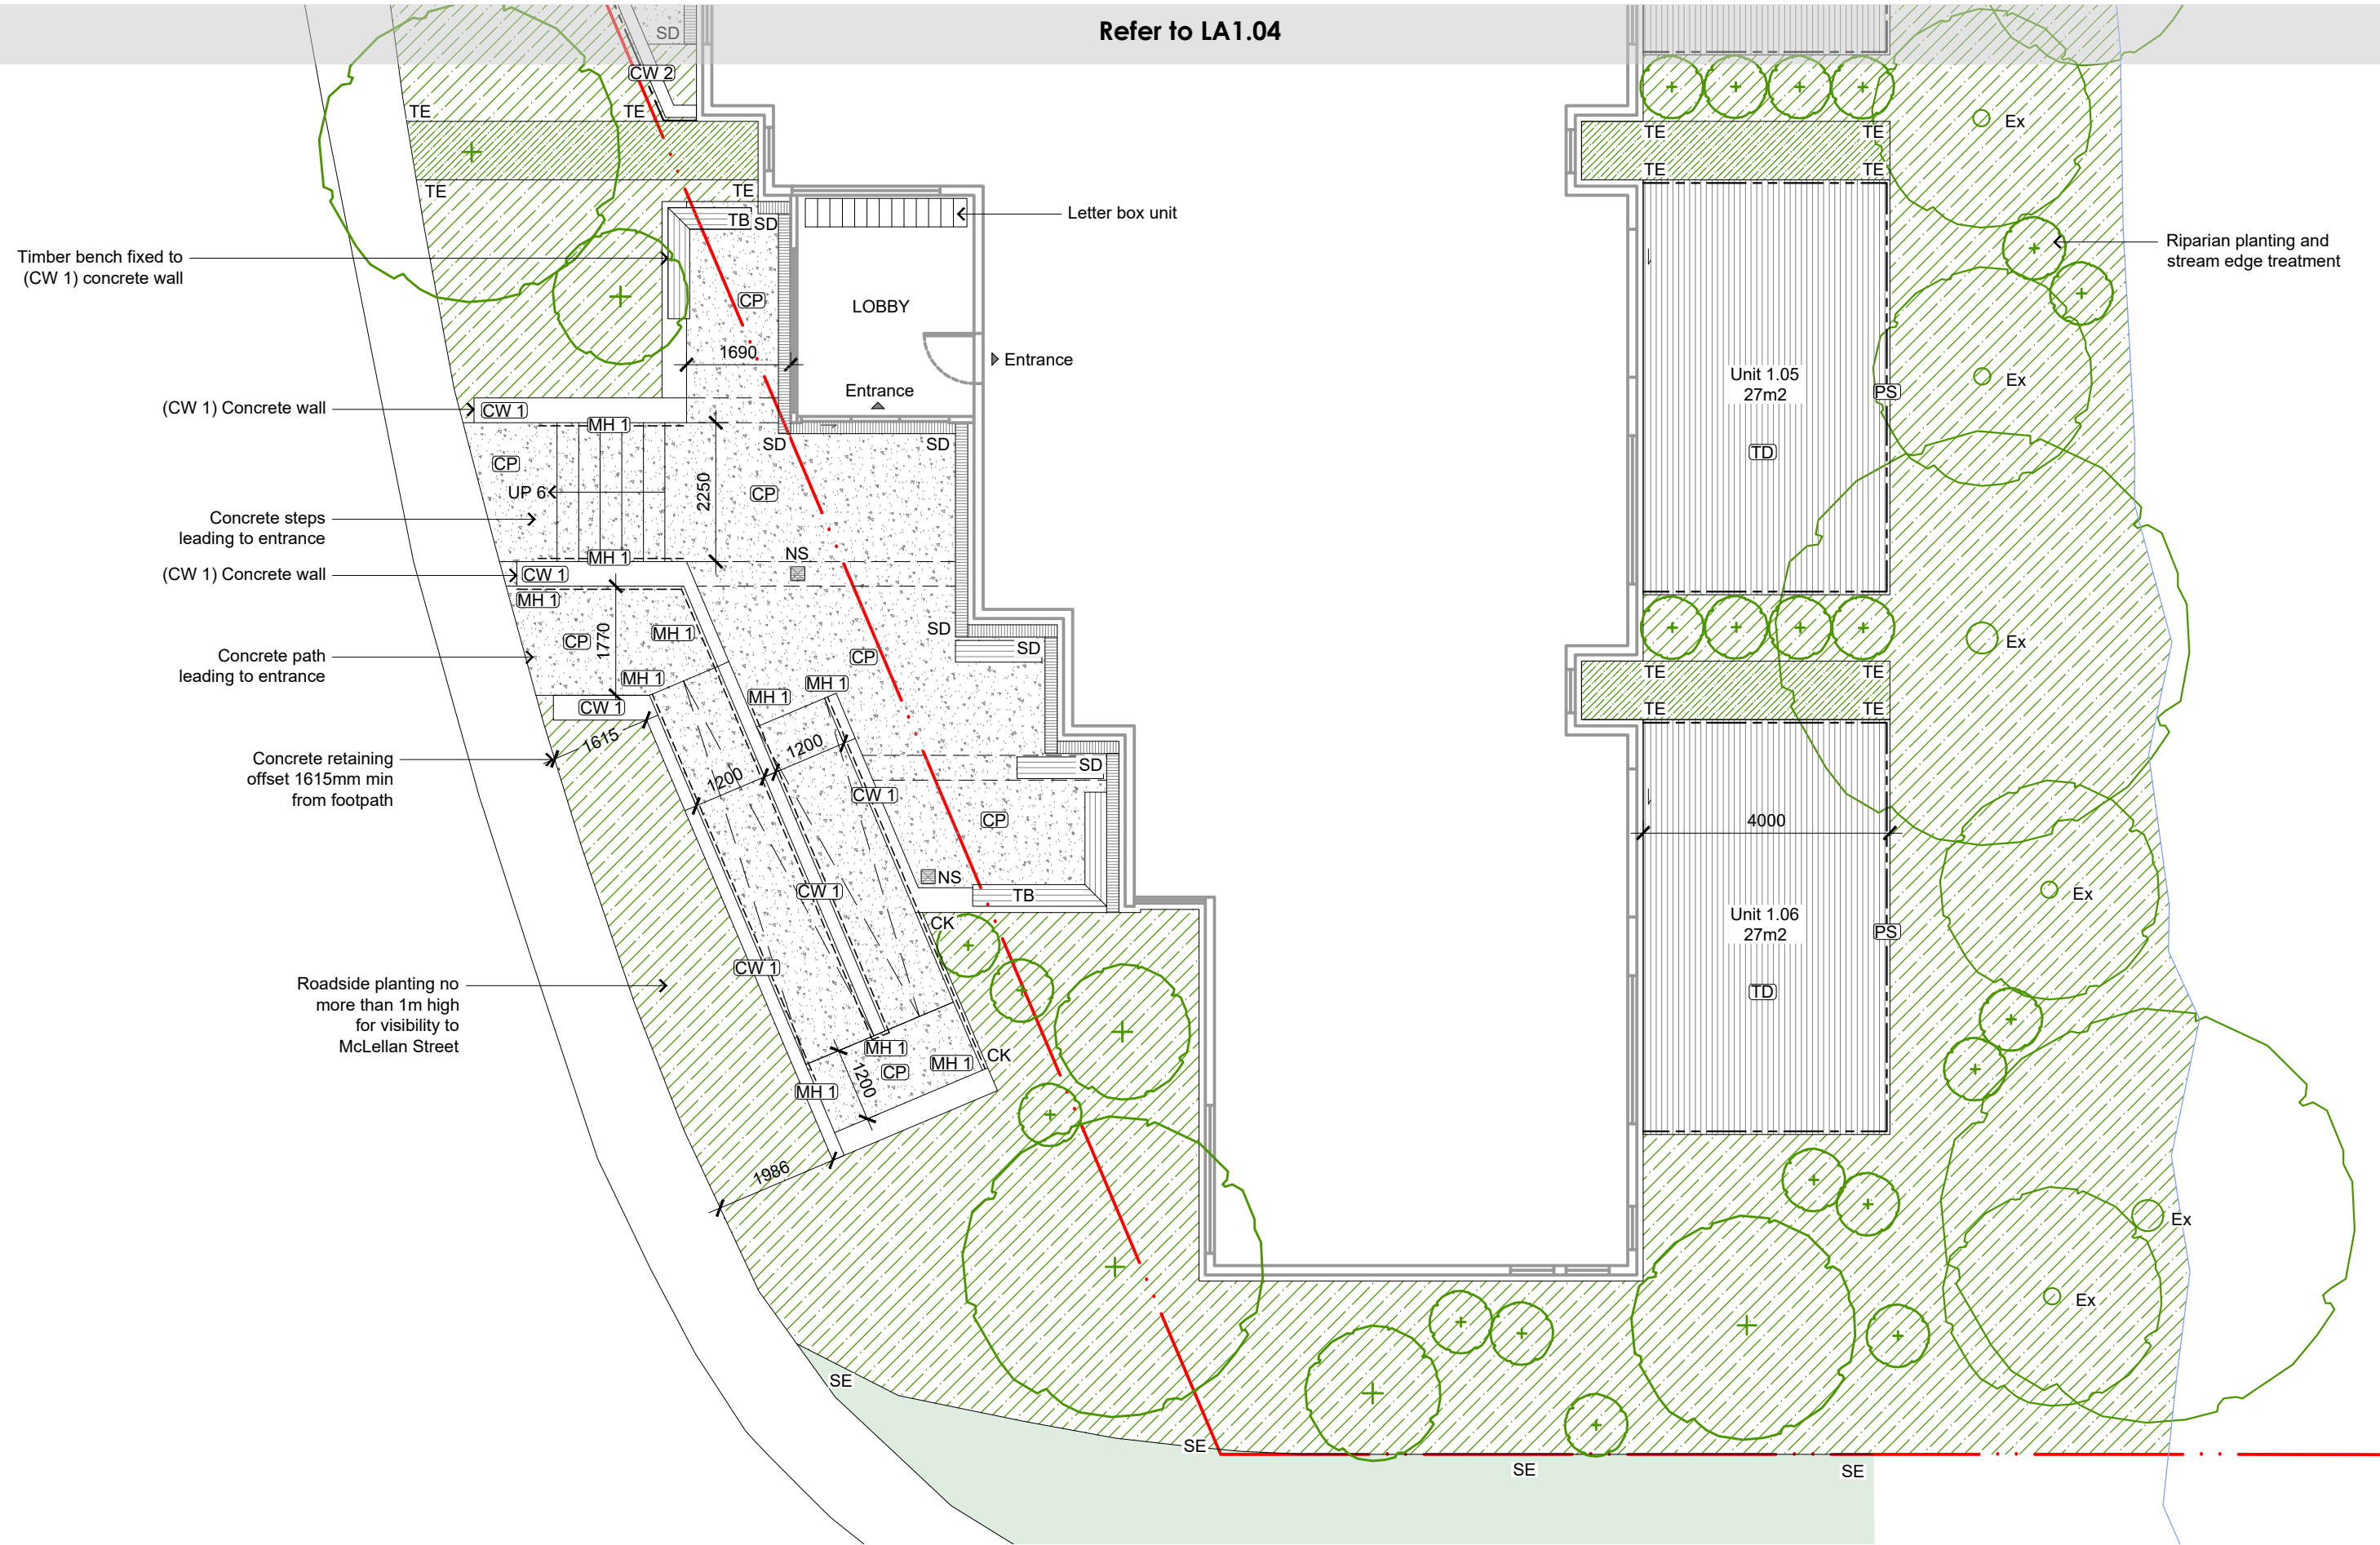 Refer to LA1.04
SD
CW 2
TE
TE
TE
TE
TE
TE
TE
TE
Ex
TB
SD
Letter box unit
Timber bench fixed to
(CW 1) concrete wall
Riparian planting and
stream edge treatment
CP
LOBBY
1690
Entrance
Entrance
Unit 1.05
27m2
PS
Ex
(CW 1) Concrete wall
CW 1
MH 1
SD
SD
TD
CP
UP 6
2250
CP
Concrete steps
leading to entrance
MH 1
NS
(CW 1) Concrete wall
CW 1
MH 1
CP
1770
MH 1
SD
SD
CP
Ex
Concrete path
leading to entrance
MH 1
MH 1
MH 1
TE
TE
TE
TE
CW 1
1615
1200
1200
SD
Concrete retaining
offset 1615mm min
from footpath
CW 1
CP
4000
NS
TB
CW 1
Ex
CK
Unit 1.06
27m2
PS
CW 1
TD
Roadside planting no
more than 1m high
for visibility to
McLellan Street
MH 1
CP
MH 1
CK
MH 1
1200
1986
Ex
Ex
SE
SE
SE
SE